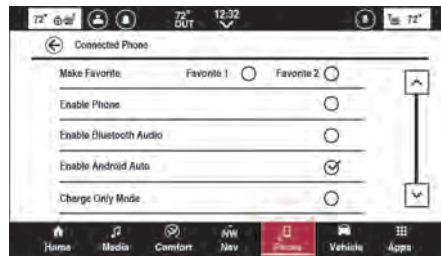 72° 72° OUT 12:32 72°
Connected Phone
Make Favorite Favorite 1 Favorite 2
Enable Phone
Enable Bluetooth Audio
Enable Android Auto
Charge Only Mode
Home Media Comfort NW Nav Phone Vehicle Apps